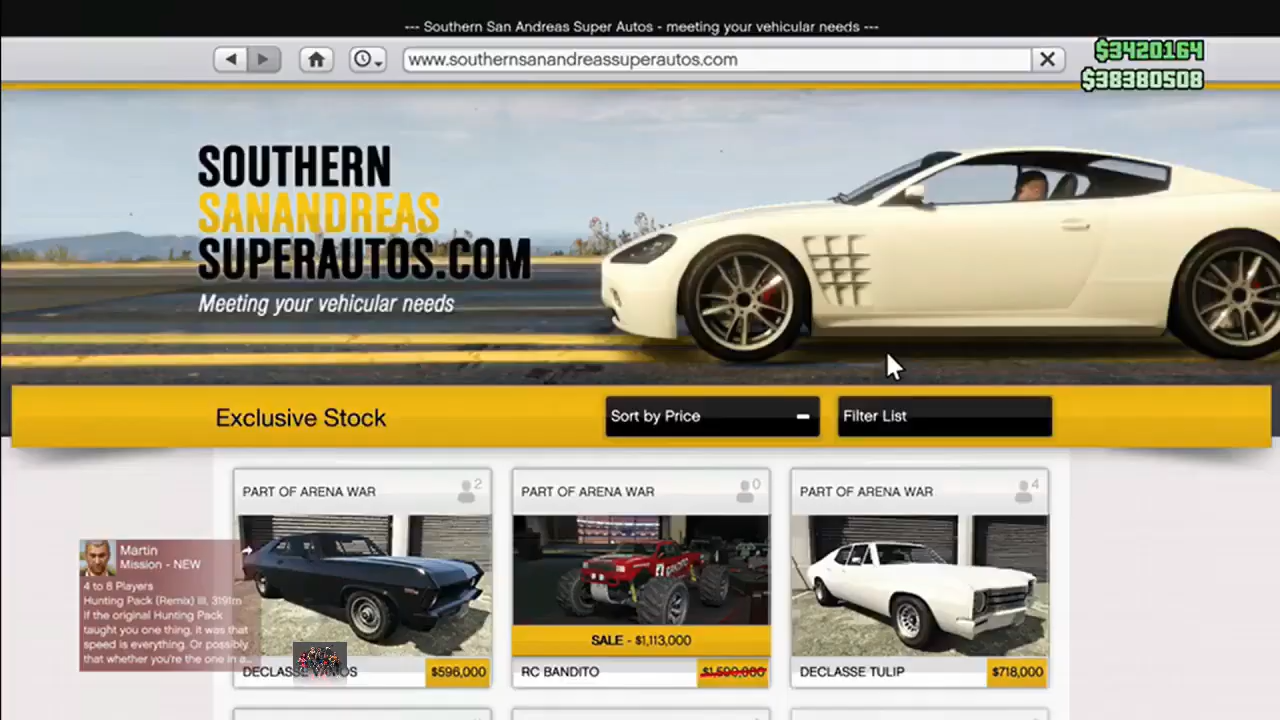 --- Southern San Andreas Super Autos - meeting your vehicular needs ---
www.southernsanandreassuperautos.com
$3420164
$38380508
SOUTHERN
SANANDREAS
SUPERAUTOS.COM
Meeting your vehicular needs
Exclusive Stock
Sort by Price
Filter List
PART OF ARENA WAR
2
PART OF ARENA WAR
0
PART OF ARENA WAR
4
Martin
Mission - NEW
4 to 8 Players
Hunting Pack (Remix) III, 3191m
If the original Hunting Pack
taught you one thing, it was that
speed is everything. Or possibly
that whether you're the one in a...
SALE - $1,113,000
DECLASSE VAMOS
$596,000
RC BANDITO
$1,590,000
DECLASSE TULIP
$718,000